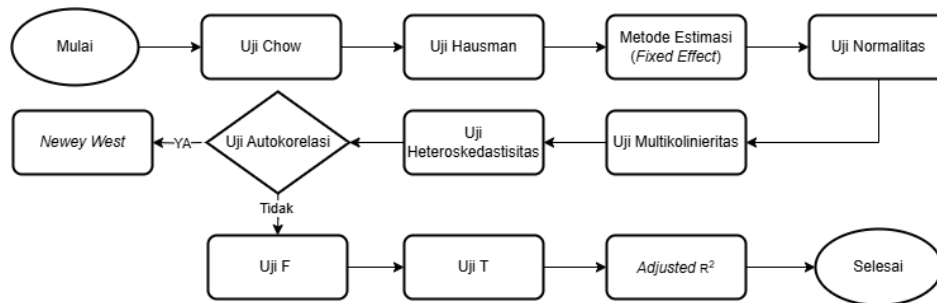 Mulai
Uji Chow
Uji Hausman
Metode Estimasi
(Fixed Effect)
Uji Normalitas
Uji Multikolinieritas
Uji
Heteroskedastisitas
Uji Autokorelasi
YA
Newey West
Tidak
Uji F
Uji T
Adjusted R²
Selesai